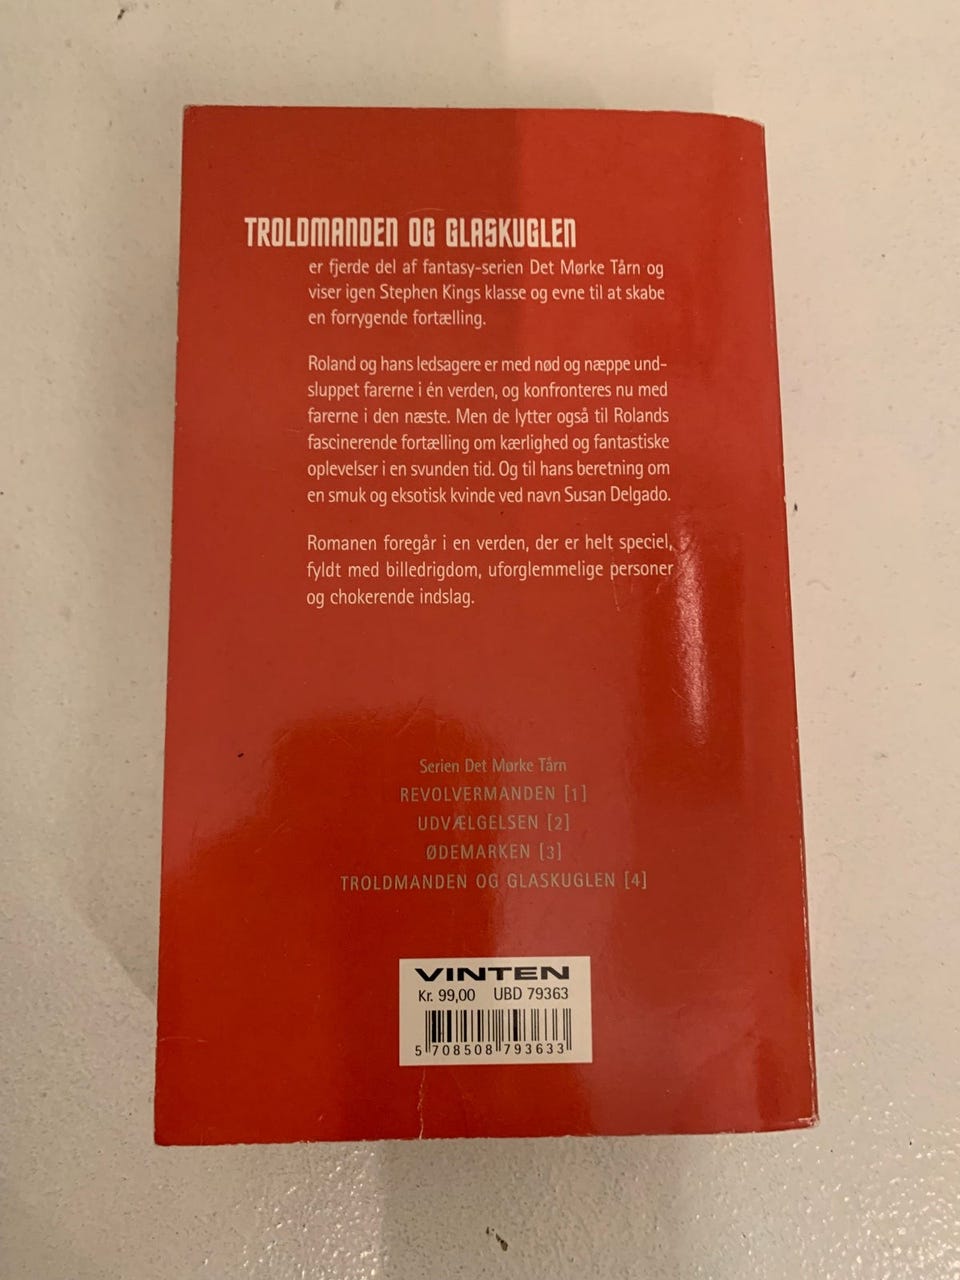 TROLDMANDEN OG GLASKUGLEN
er fjerde del af fantasy-serien Det Mørke Tårn og
viser igen Stephen Kings klasse og evne til at skabe
en forrygende fortælling.
Roland og hans ledsagere er med nød og næppe und-
sluppet farerne i én verden, og konfronteres nu med
farerne i den næste. Men de lytter også til Rolands
fascinerende fortælling om kærlighed og fantastiske
oplevelser i en svunden tid. Og til hans beretning om
en smuk og eksotisk kvinde ved navn Susan Delgado.
Romanen foregår i en verden, der er helt speciel,
fyldt med billedrigdom, uforglemmelige personer
og chokerende indslag.
Serien Det Mørke Tårn
REVOLVERMANDEN [1]
UDVÆLGELSEN [2]
ØDEMARKEN [3]
TROLDMANDEN OG GLASKUGLEN [4]
VINTEN
Kr. 99,00 UBD 79363
5 708508 793633